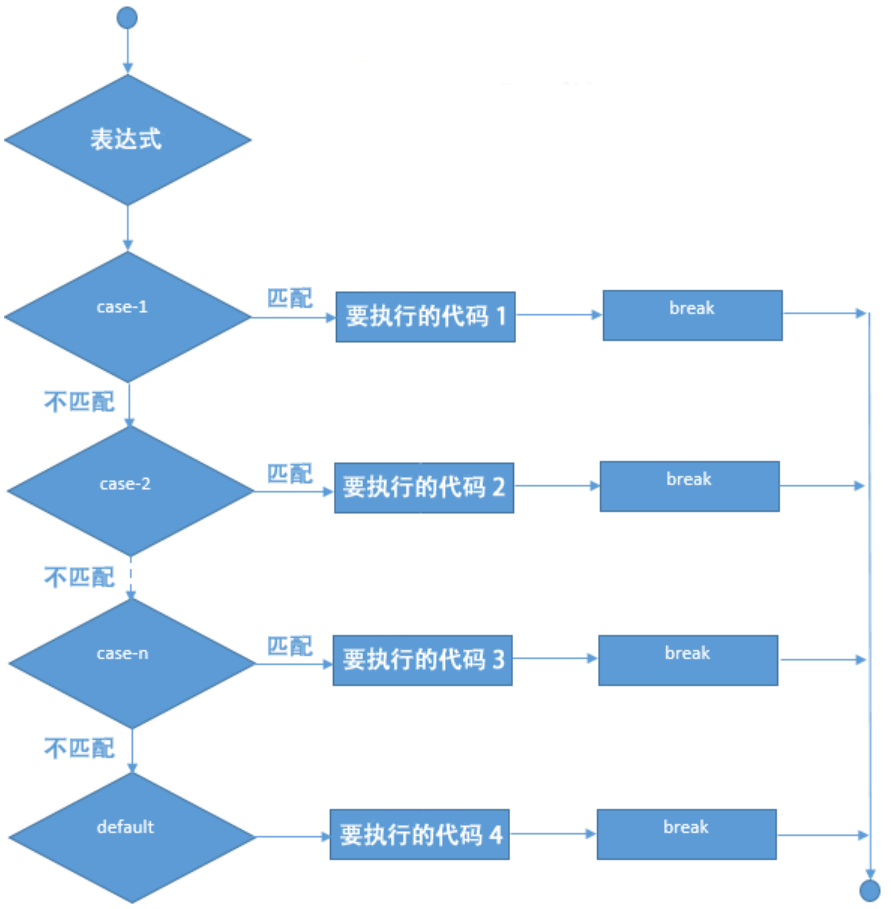 表达式
case-1
匹配
要执行的代码 1
break
不匹配
case-2
匹配
要执行的代码 2
break
不匹配
case-n
匹配
要执行的代码 3
break
不匹配
default
要执行的代码 4
break